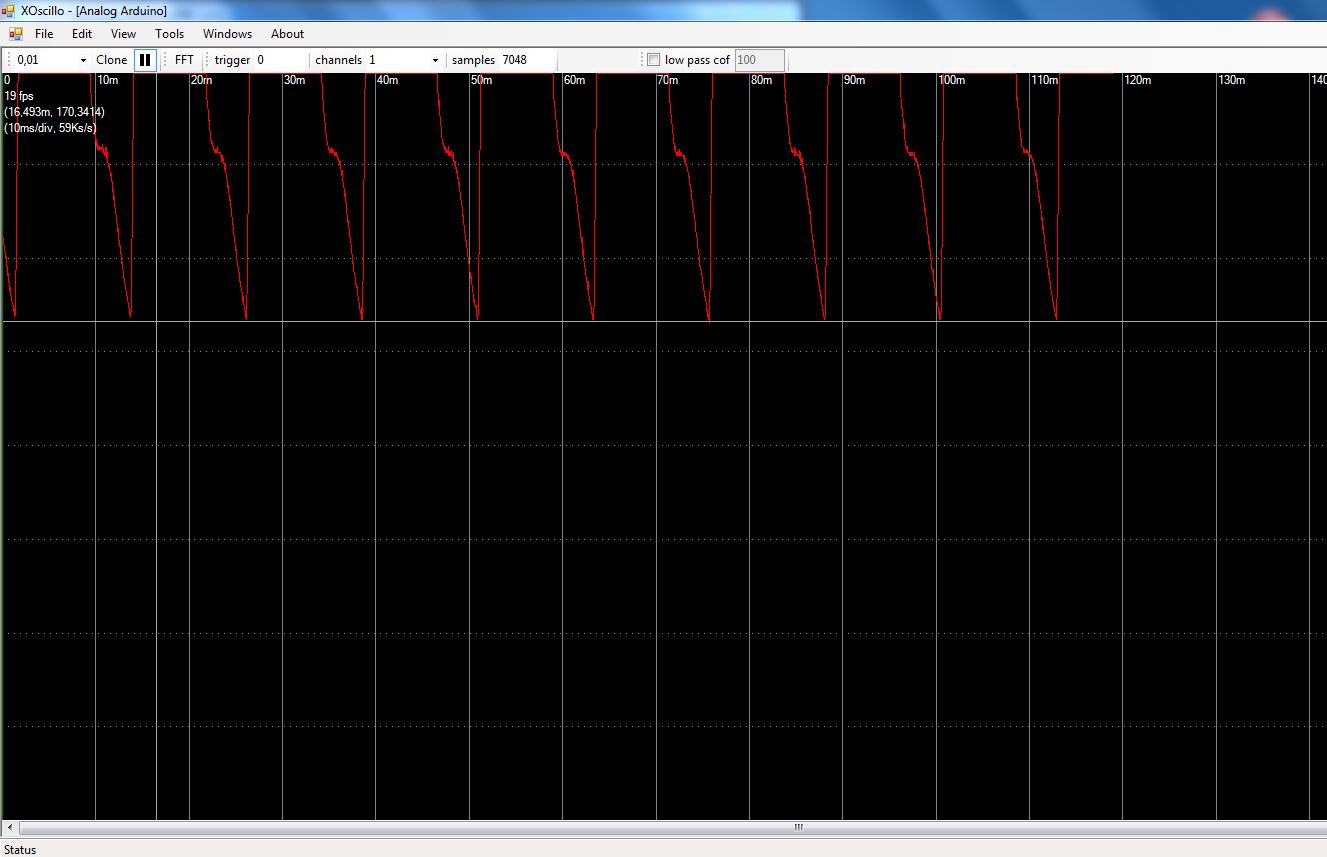 XOscillo - [Analog Arduino]
File Edit View Tools Windows About
0,01 Clone FFT trigger 0 channels 1 samples 7048 low pass cof 100
0 10m 20m 30m 40m 50m 60m 70m 80m 90m 100m 110m 120m 130m 140
19 fps
(16,493m, 170,3414)
(10ms/div, 59Ks/s)
Status